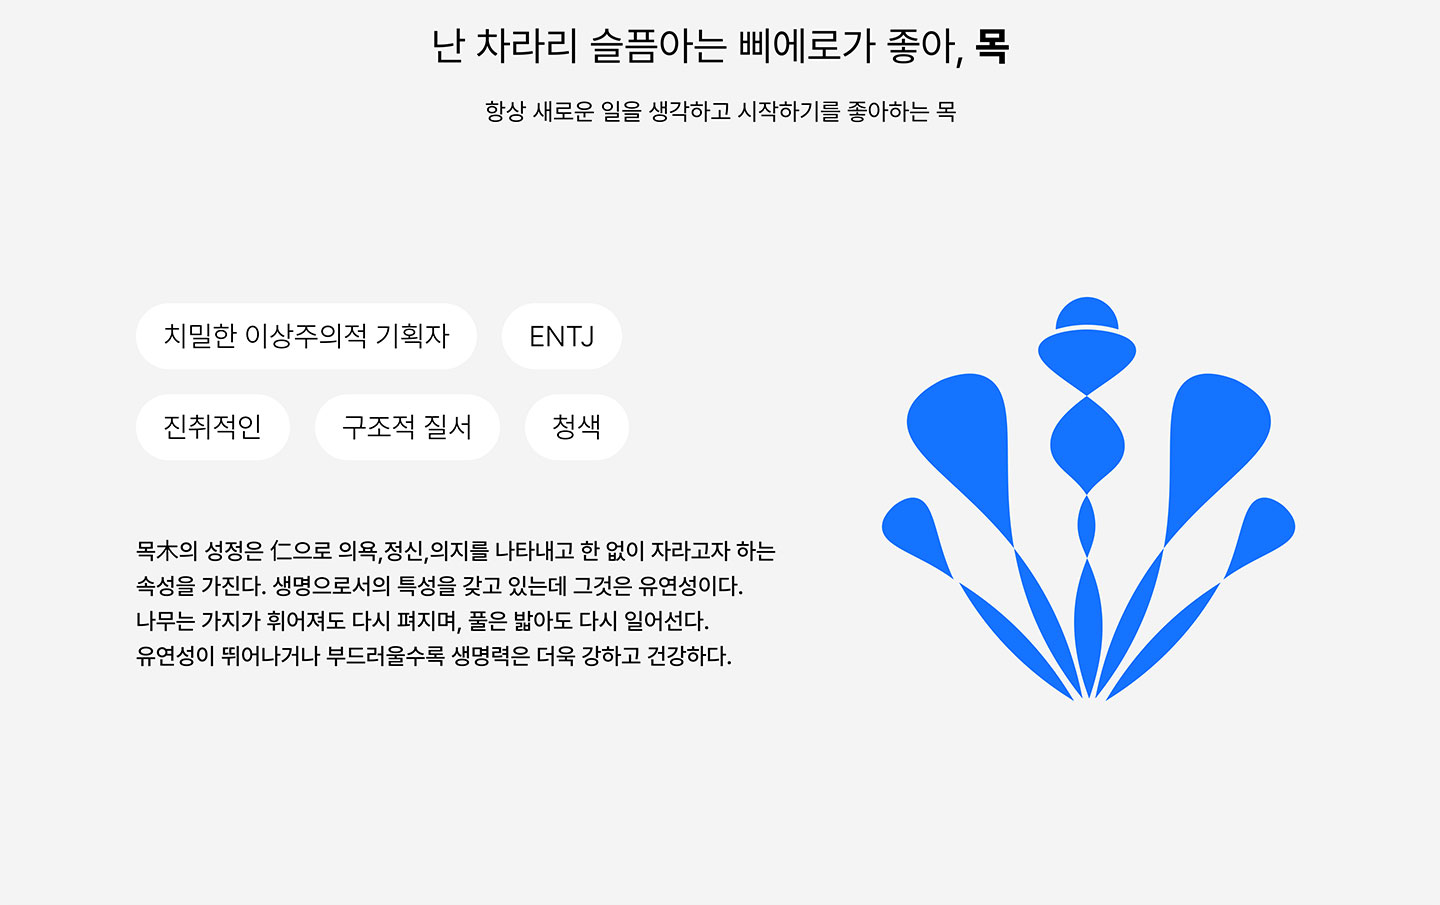 난 차라리 슬픔아는 삐에로가 좋아, 목
항상 새로운 일을 생각하고 시작하기를 좋아하는 목
치밀한 이상주의적 기획자
ENTJ
진취적인
구조적 질서
청색
목木의 성정은 仁으로 의욕,정신,의지를 나타내고 한 없이 자라고자 하는
속성을 가진다. 생명으로서의 특성을 갖고 있는데 그것은 유연성이다.
나무는 가지가 휘어져도 다시 펴지며, 풀은 밟아도 다시 일어선다.
유연성이 뛰어나거나 부드러울수록 생명력은 더욱 강하고 건강하다.